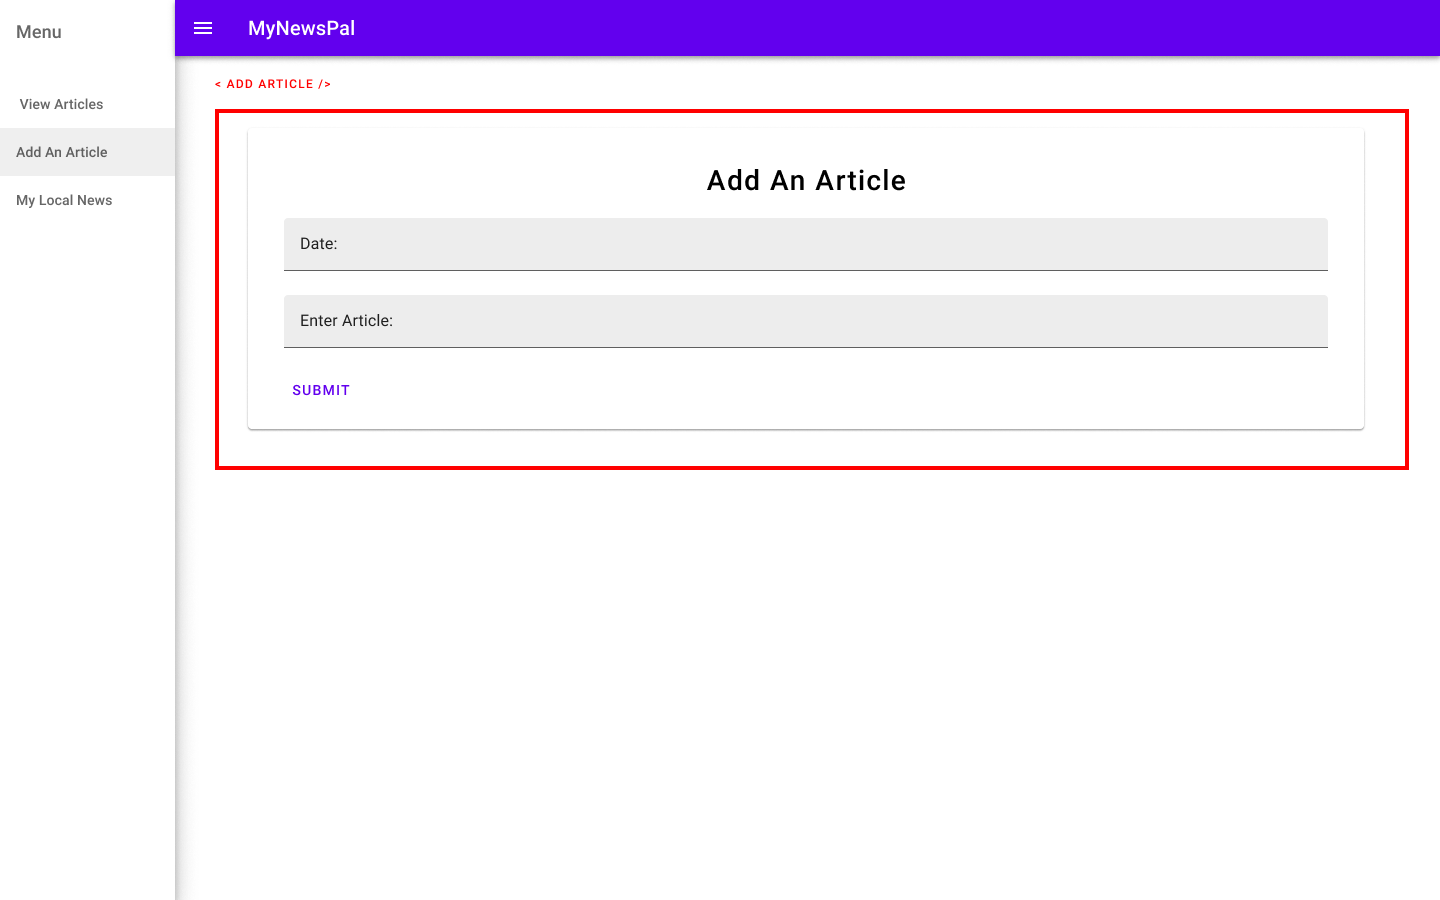 Menu
MyNewsPal
View Articles
Add An Article
My Local News
< ADD ARTICLE />
Add An Article
Date:
Enter Article:
SUBMIT